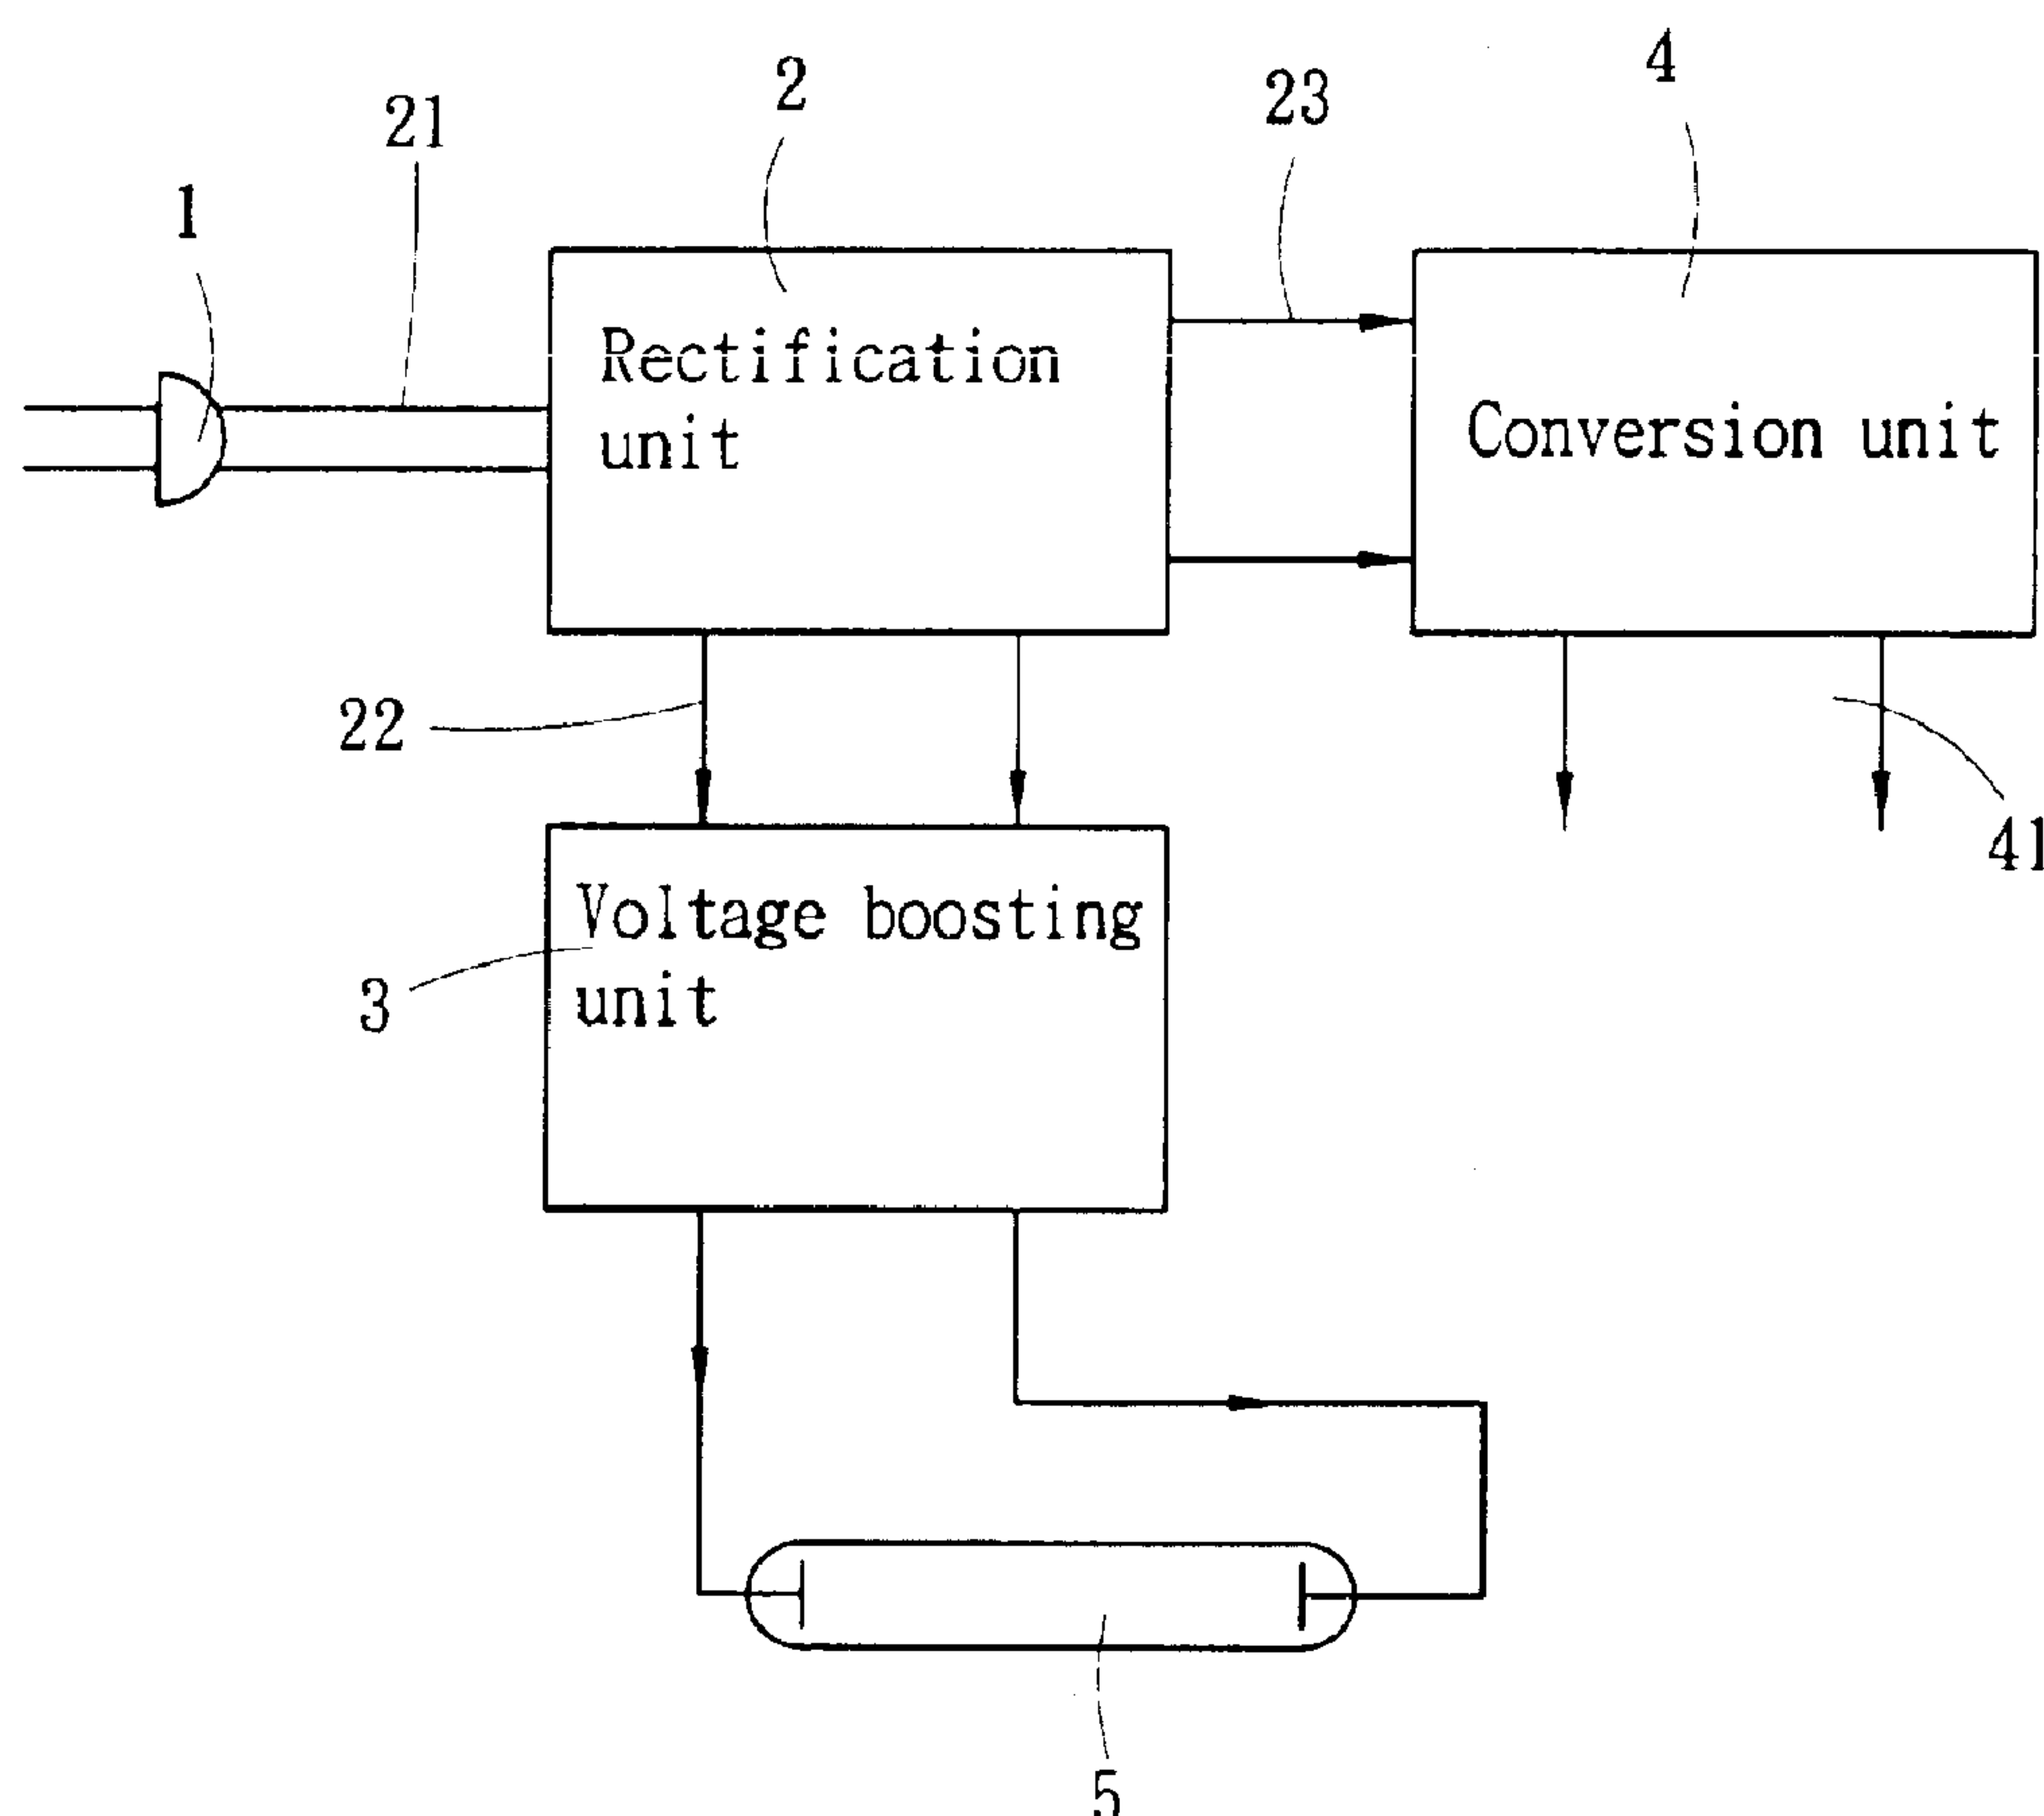 4
2
23
21
1
Rectification
unit
Conversion unit
22
41
Voltage boosting
unit
3
5